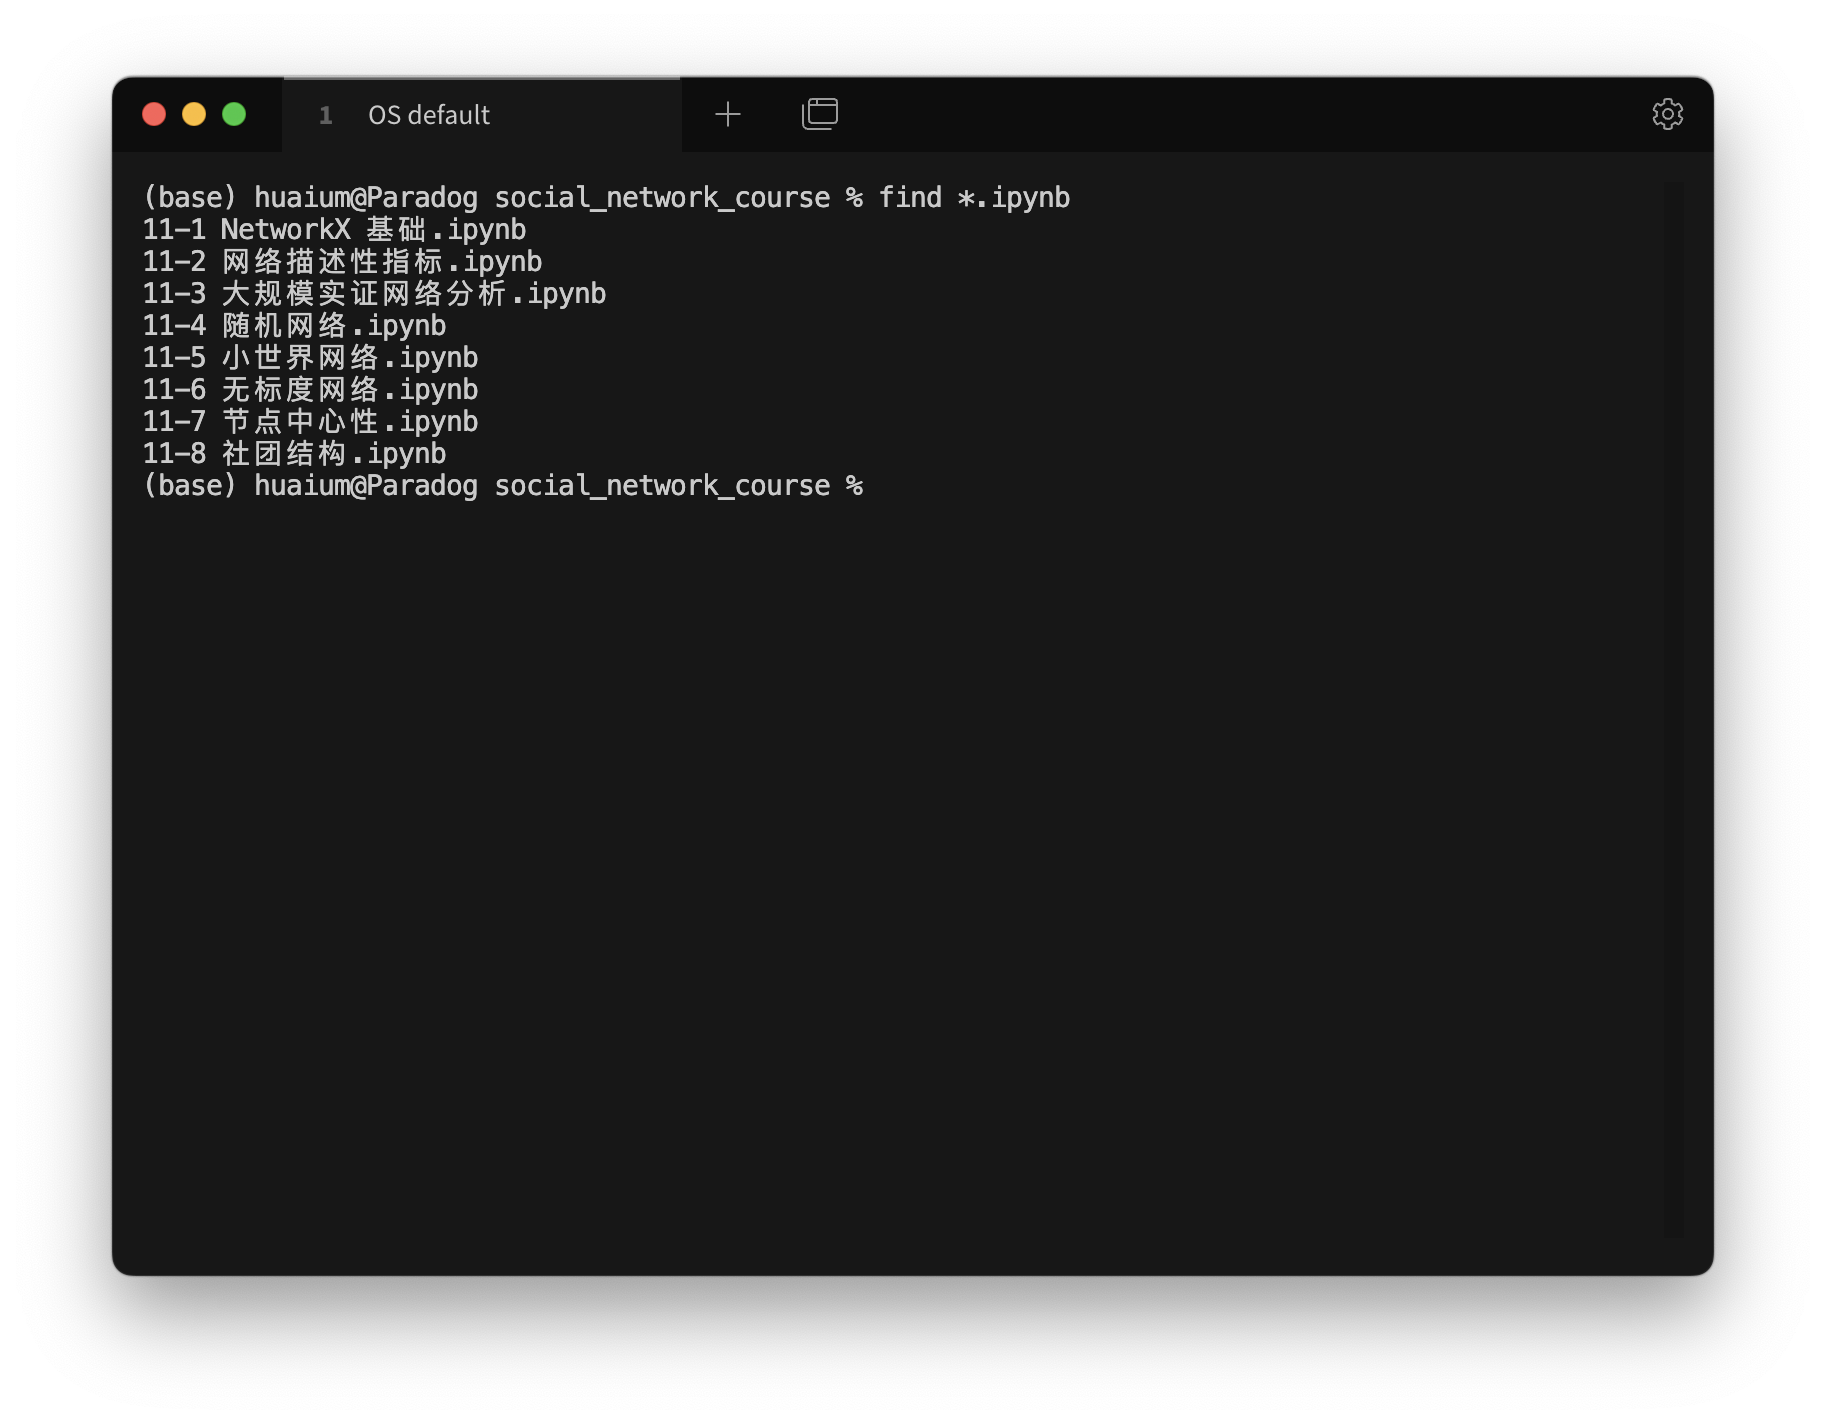 1 OS default
(base) huaium@Paradog social_network_course % find *.ipynb
11-1 NetworkX 基础.ipynb
11-2 网络描述性指标.ipynb
11-3 大规模实证网络分析.ipynb
11-4 随机网络.ipynb
11-5 小世界网络.ipynb
11-6 无标度网络.ipynb
11-7 节点中心性.ipynb
11-8 社团结构.ipynb
(base) huaium@Paradog social_network_course %